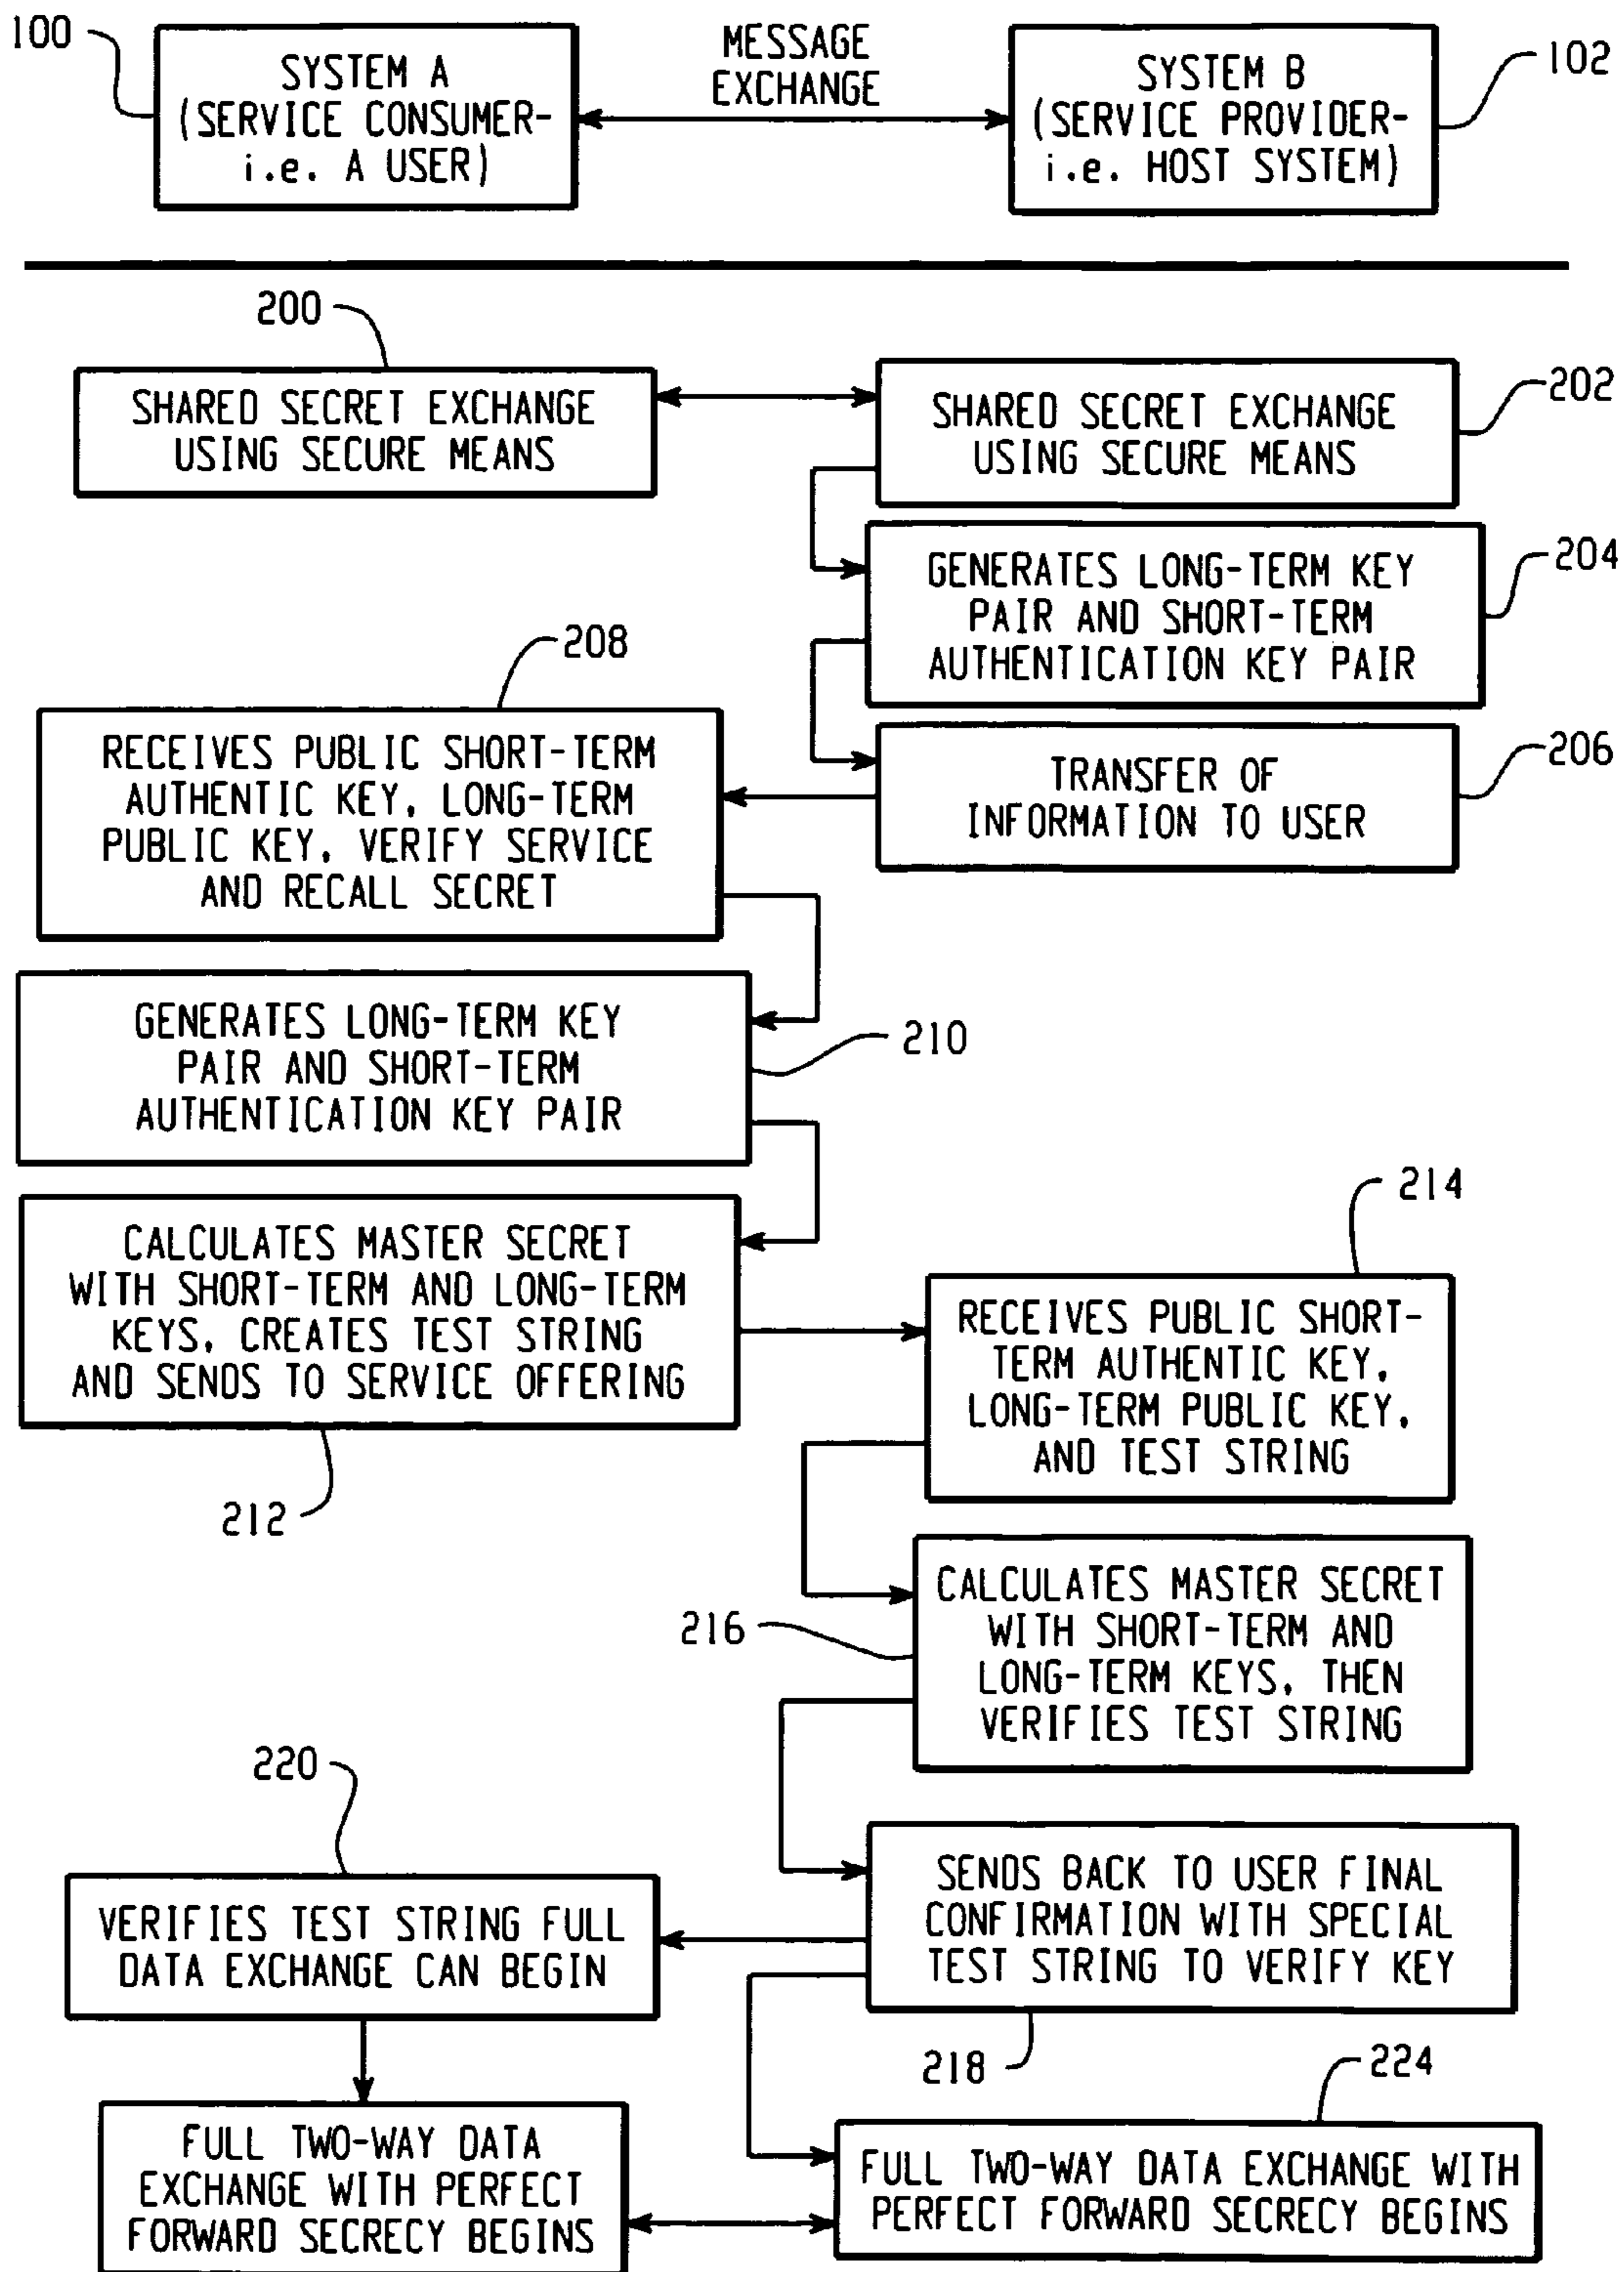 100
SYSTEM A
(SERVICE CONSUMER-
i.e. A USER)
MESSAGE
EXCHANGE
SYSTEM B
(SERVICE PROVIDER-
i.e. HOST SYSTEM)
102
200
SHARED SECRET EXCHANGE
USING SECURE MEANS
SHARED SECRET EXCHANGE
USING SECURE MEANS
202
GENERATES LONG-TERM KEY
PAIR AND SHORT-TERM
AUTHENTICATION KEY PAIR
204
TRANSFER OF
INFORMATION TO USER
206
208
RECEIVES PUBLIC SHORT-TERM
AUTHENTIC KEY, LONG-TERM
PUBLIC KEY, VERIFY SERVICE
AND RECALL SECRET
GENERATES LONG-TERM KEY
PAIR AND SHORT-TERM
AUTHENTICATION KEY PAIR
210
CALCULATES MASTER SECRET
WITH SHORT-TERM AND LONG-TERM
KEYS, CREATES TEST STRING
AND SENDS TO SERVICE OFFERING
212
214
RECEIVES PUBLIC SHORT-
TERM AUTHENTIC KEY,
LONG-TERM PUBLIC KEY,
AND TEST STRING
216
CALCULATES MASTER SECRET
WITH SHORT-TERM AND
LONG-TERM KEYS, THEN
VERIFIES TEST STRING
SENDS BACK TO USER FINAL
CONFIRMATION WITH SPECIAL
TEST STRING TO VERIFY KEY
218
220
VERIFIES TEST STRING FULL
DATA EXCHANGE CAN BEGIN
FULL TWO-WAY DATA
EXCHANGE WITH PERFECT
FORWARD SECRECY BEGINS
224
FULL TWO-WAY DATA EXCHANGE WITH
PERFECT FORWARD SECRECY BEGINS